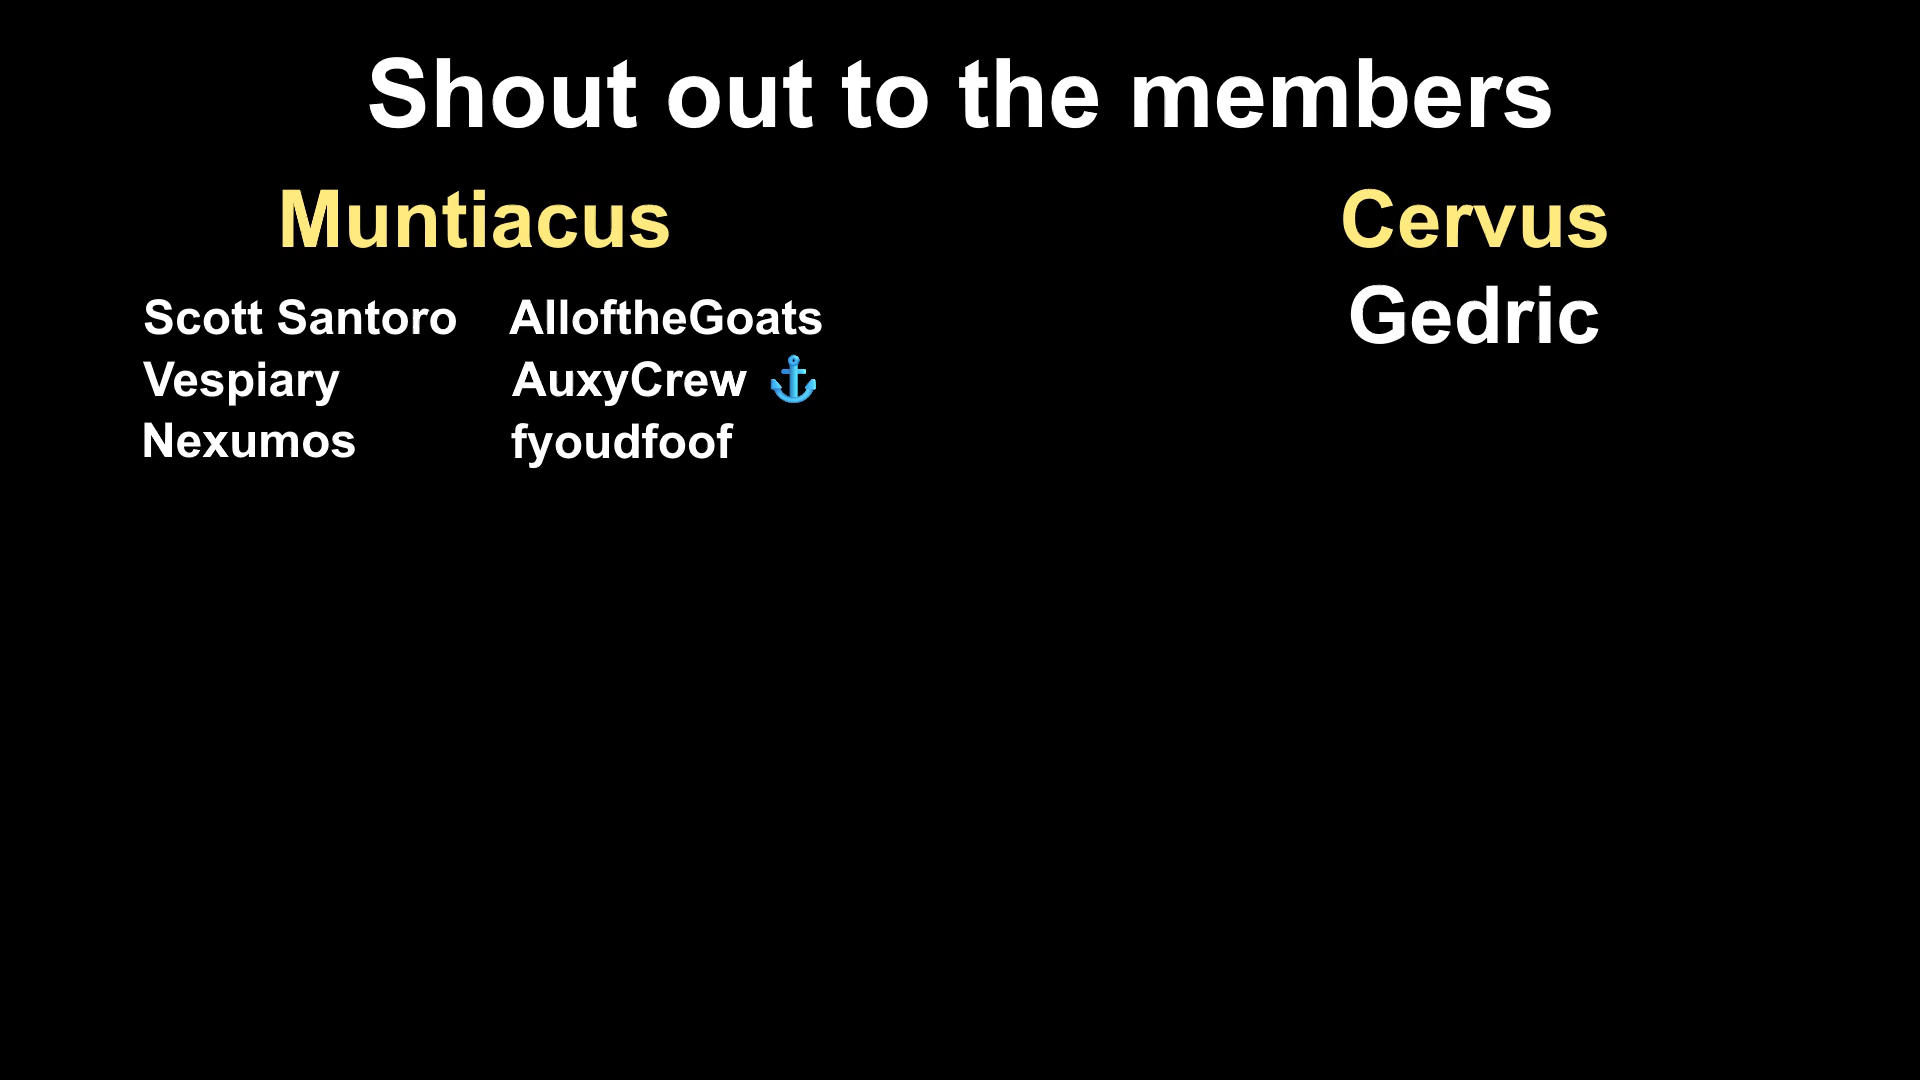 Shout out to the members
Muntiacus
Scott Santoro AlloftheGoats
Vespiary AuxyCrew ⚓
Nexumos fyoudfoof
Cervus
Gedric